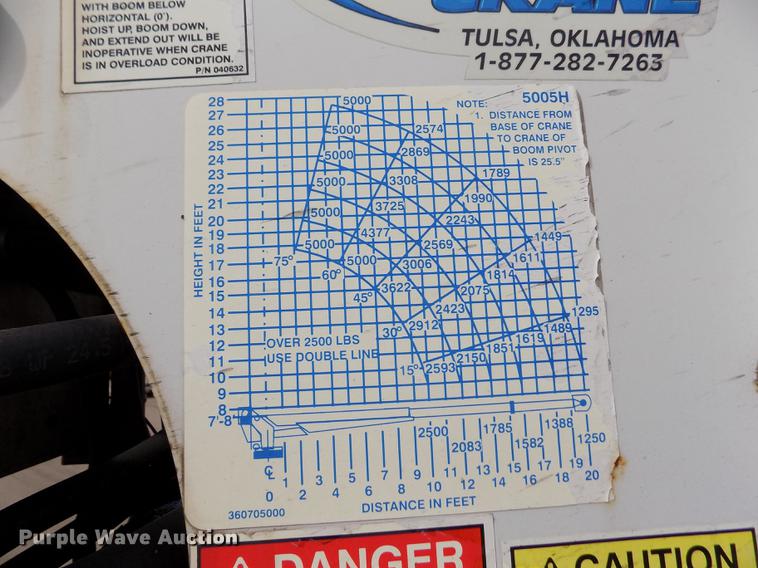 WITH BOOM BELOW
HORIZONTAL (0').
HOIST UP, BOOM DOWN,
AND EXTEND OUT WILL BE
INOPERATIVE WHEN CRANE
IS IN OVERLOAD CONDITION.
P/N 040632
CRANE
TULSA, OKLAHOMA
1-877-282-7263
5005H
NOTE:
1. DISTANCE FROM
BASE OF CRANE
TO CRANE OF
BOOM PIVOT
IS 25.5"
HEIGHT IN FEET
28
27
26
25
24
23
22
21
20
19
18
17
16
15
14
13
12
11
10
9
8
7'-8"
5000
5000 2574
5000 2869
5000 3308 1789
5000 3725 1990
5000 4377 2243
75° 5000 2569 1449
60° 3006 1611
45° 3622 2075 1814
30° 2912 2423 1295
15° 2593 2150 1851 1619 1489
OVER 2500 LBS
USE DOUBLE LINE
2500 1785 1388
2083 1582 1250
℄ 1 3 5 7 9 11 13 15 17 19
0 2 4 6 8 10 12 14 16 18 20
DISTANCE IN FEET
360705000
DANGER
CAUTION
Purple Wave Auction